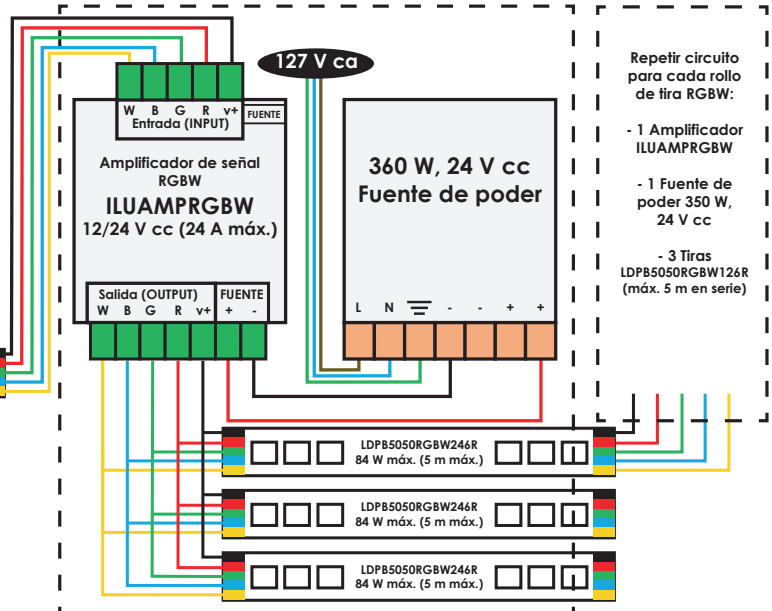 127 V ca
W B G R v+
FUENTE
Entrada (INPUT)
Amplificador de señal
RGBW
ILUAMPRGBW
12/24 V cc (24 A máx.)
Salida (OUTPUT)
FUENTE
W B G R v+ + -
360 W, 24 V cc
Fuente de poder
L N - - + +
Repetir circuito
para cada rollo
de tira RGBW:
- 1 Amplificador
ILUAMPRGBW
- 1 Fuente de
poder 350 W,
24 V cc
- 3 Tiras
LDPB5050RGBW126R
(máx. 5 m en serie)
LDPB5050RGBW246R
84 W máx. (5 m máx.)
LDPB5050RGBW246R
84 W máx. (5 m máx.)
LDPB5050RGBW246R
84 W máx. (5 m máx.)